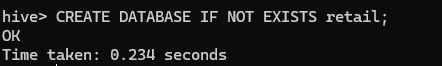 hive> CREATE DATABASE IF NOT EXISTS retail;
OK
Time taken: 0.234 seconds